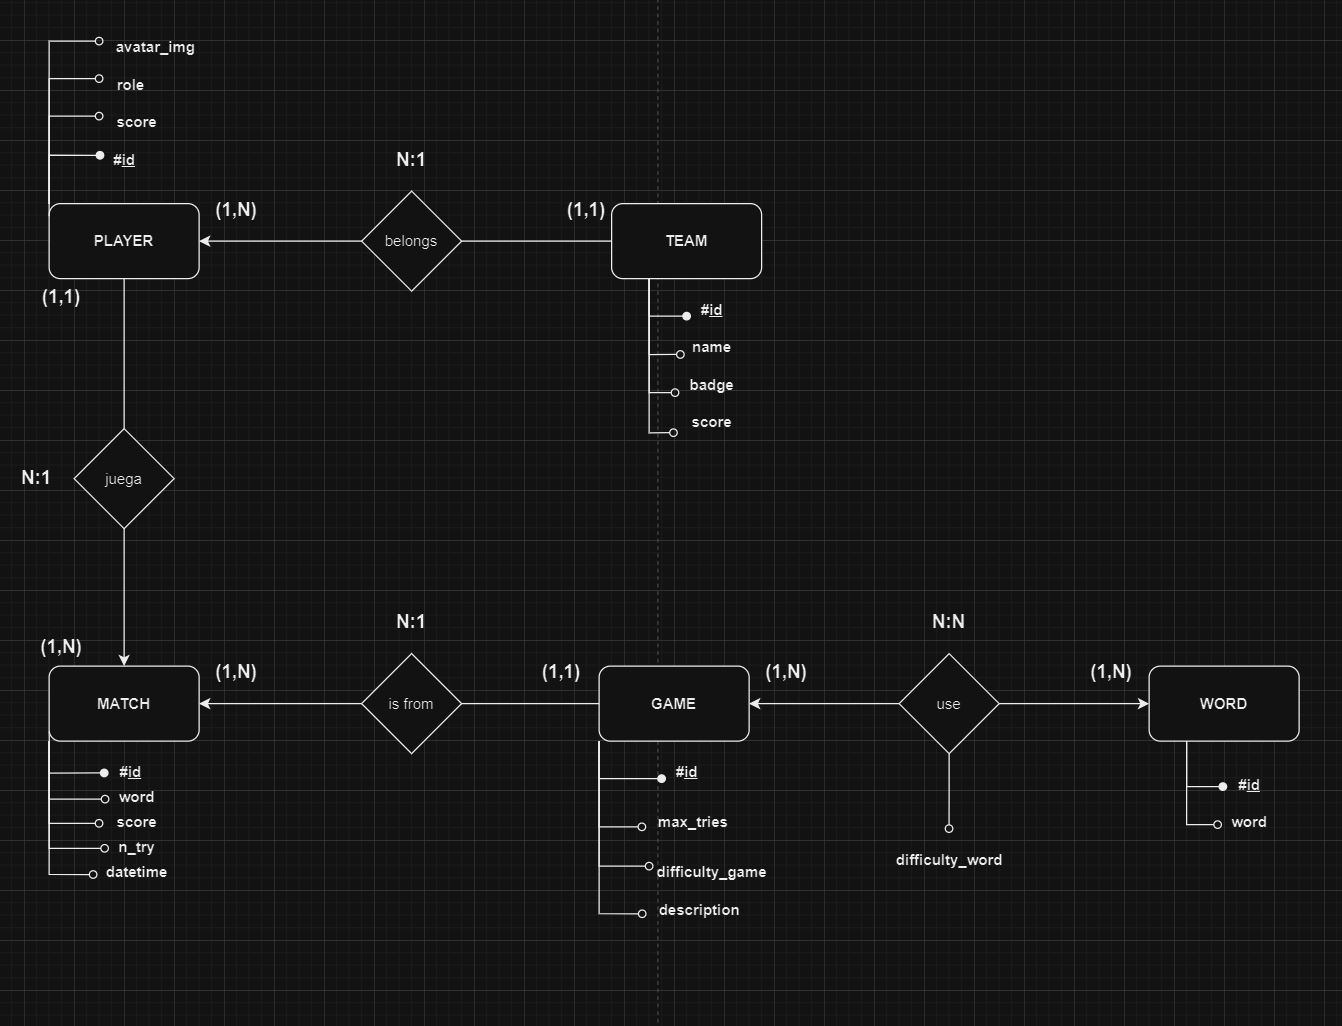 avatar_img
role
score
#id
N:1
PLAYER
(1,N)
belongs
(1,1)
TEAM
(1,1)
#id
name
badge
score
N:1
juega
(1,N)
N:1
N:N
MATCH
(1,N)
is from
(1,1)
GAME
(1,N)
use
(1,N)
WORD
#id
word
score
n_try
datetime
#id
max_tries
difficulty_game
description
difficulty_word
#id
word